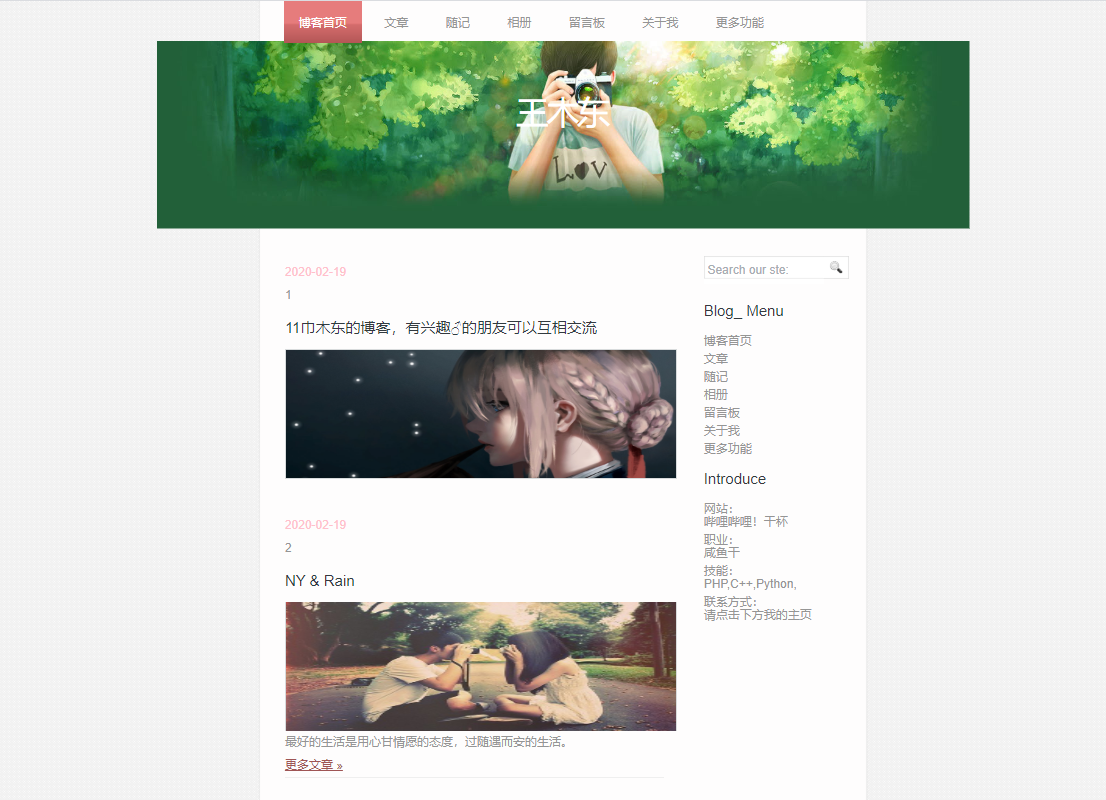 博客首页 文章 随记 相册 留言板 关于我 更多功能
王木东
LOV
2020-02-19
1
11巾木东的博客，有兴趣්的朋友可以互相交流
2020-02-19
2
NY & Rain
最好的生活是用心甘情愿的态度，过随遇而安的生活。
更多文章 »
Search our ste:
Blog_ Menu
博客首页
文章
随记
相册
留言板
关于我
更多功能
Introduce
网站：
哔哩哔哩！干杯
职业：
咸鱼干
技能：
PHP,C++,Python,
联系方式：
请点击下方我的主页